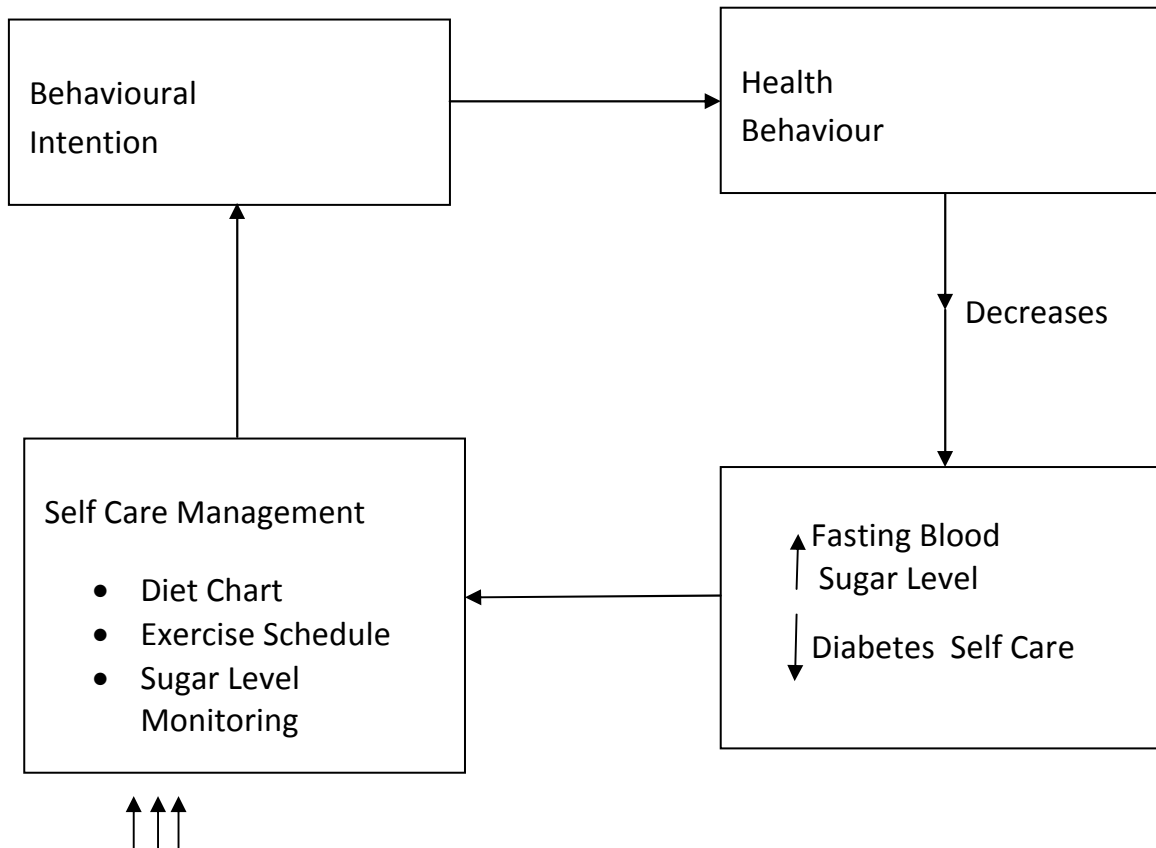 Behavioural
Intention
Health
Behaviour
Decreases
Self Care Management
• Diet Chart
• Exercise Schedule
• Sugar Level
Monitoring
Fasting Blood
Sugar Level
Diabetes Self Care